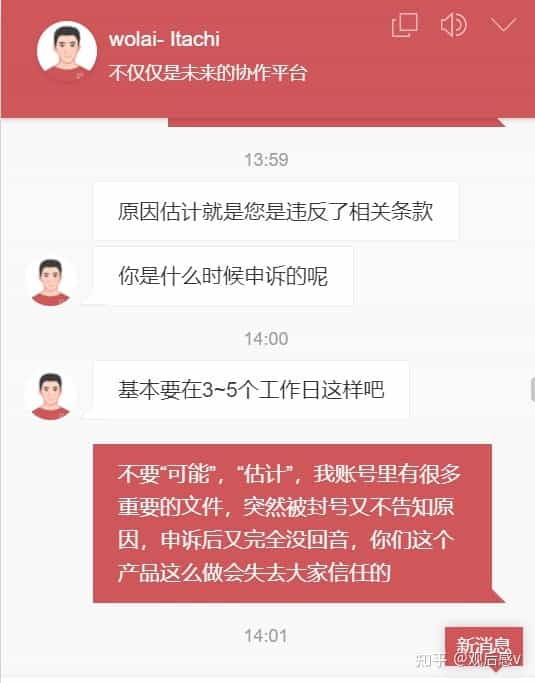 wolai- Itachi
不仅仅是未来的协作平台
13:59
原因估计就是您是违反了相关条款
你是什么时候申诉的呢
14:00
基本要在3~5个工作日这样吧
不要“可能”，“估计”，我账号里有很多
重要的文件，突然被封号又不告知原
因，申诉后又完全没回音，你们这个
产品这么做会失去大家信任的
14:01
新消息